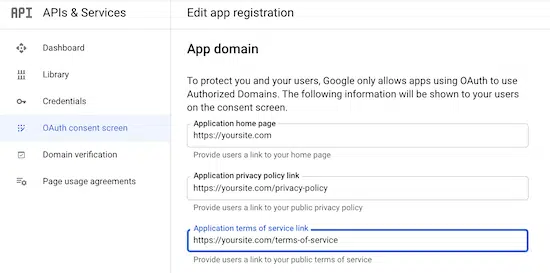 API APIs & Services
Edit app registration
Dashboard
Library
Credentials
OAuth consent screen
Domain verification
Page usage agreements
App domain
To protect you and your users, Google only allows apps using OAuth to use
Authorized Domains. The following information will be shown to your users
on the consent screen.
Application home page
https://yoursite.com
Provide users a link to your home page
Application privacy policy link
https://yoursite.com/privacy-policy
Provide users a link to your public privacy policy
Application terms of service link
https://yoursite.com/terms-of-service
Provide users a link to your public terms of service